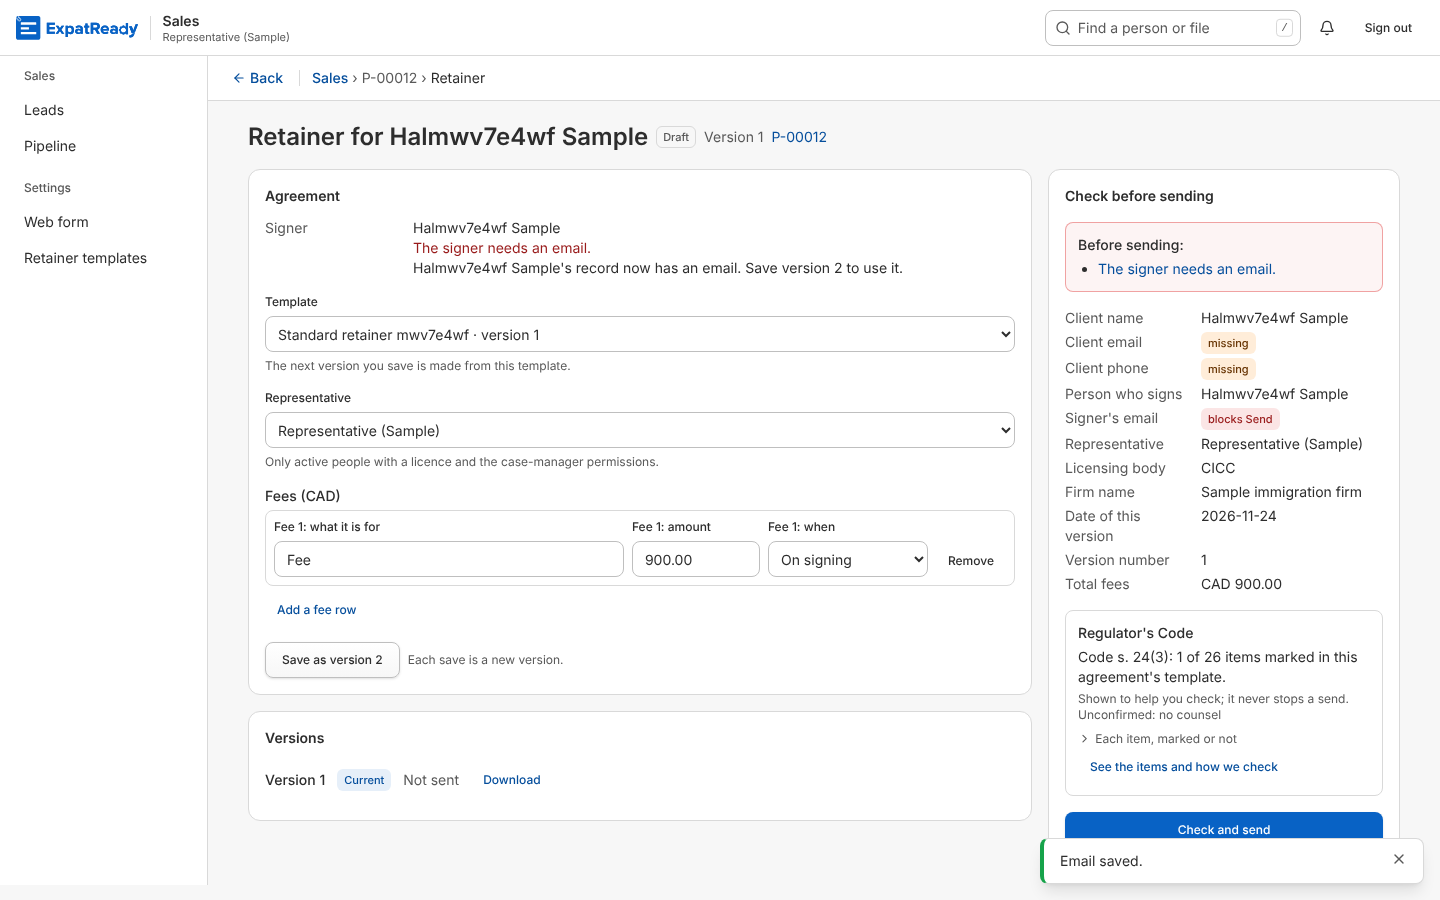 ExpatReady
Sales
Representative (Sample)
Find a person or file
/
Sign out
Sales
Leads
Pipeline
Settings
Web form
Retainer templates
← Back
Sales › P-00012 › Retainer
Retainer for Halmwv7e4wf Sample Draft Version 1 P-00012
Agreement
Signer
Halmwv7e4wf Sample
The signer needs an email.
Halmwv7e4wf Sample's record now has an email. Save version 2 to use it.
Template
Standard retainer mwv7e4wf · version 1
The next version you save is made from this template.
Representative
Representative (Sample)
Only active people with a licence and the case-manager permissions.
Fees (CAD)
Fee 1: what it is for Fee 1: amount Fee 1: when
Fee 900.00 On signing Remove
Add a fee row
Save as version 2 Each save is a new version.
Versions
Version 1 Current Not sent Download
Check before sending
Before sending:
• The signer needs an email.
Client name Halmwv7e4wf Sample
Client email missing
Client phone missing
Person who signs Halmwv7e4wf Sample
Signer's email blocks Send
Representative Representative (Sample)
Licensing body CICC
Firm name Sample immigration firm
Date of this 2026-11-24
version
Version number 1
Total fees CAD 900.00
Regulator's Code
Code s. 24(3): 1 of 26 items marked in this
agreement's template.
Shown to help you check; it never stops a send.
Unconfirmed: no counsel
Each item, marked or not
See the items and how we check
Check and send
Email saved.